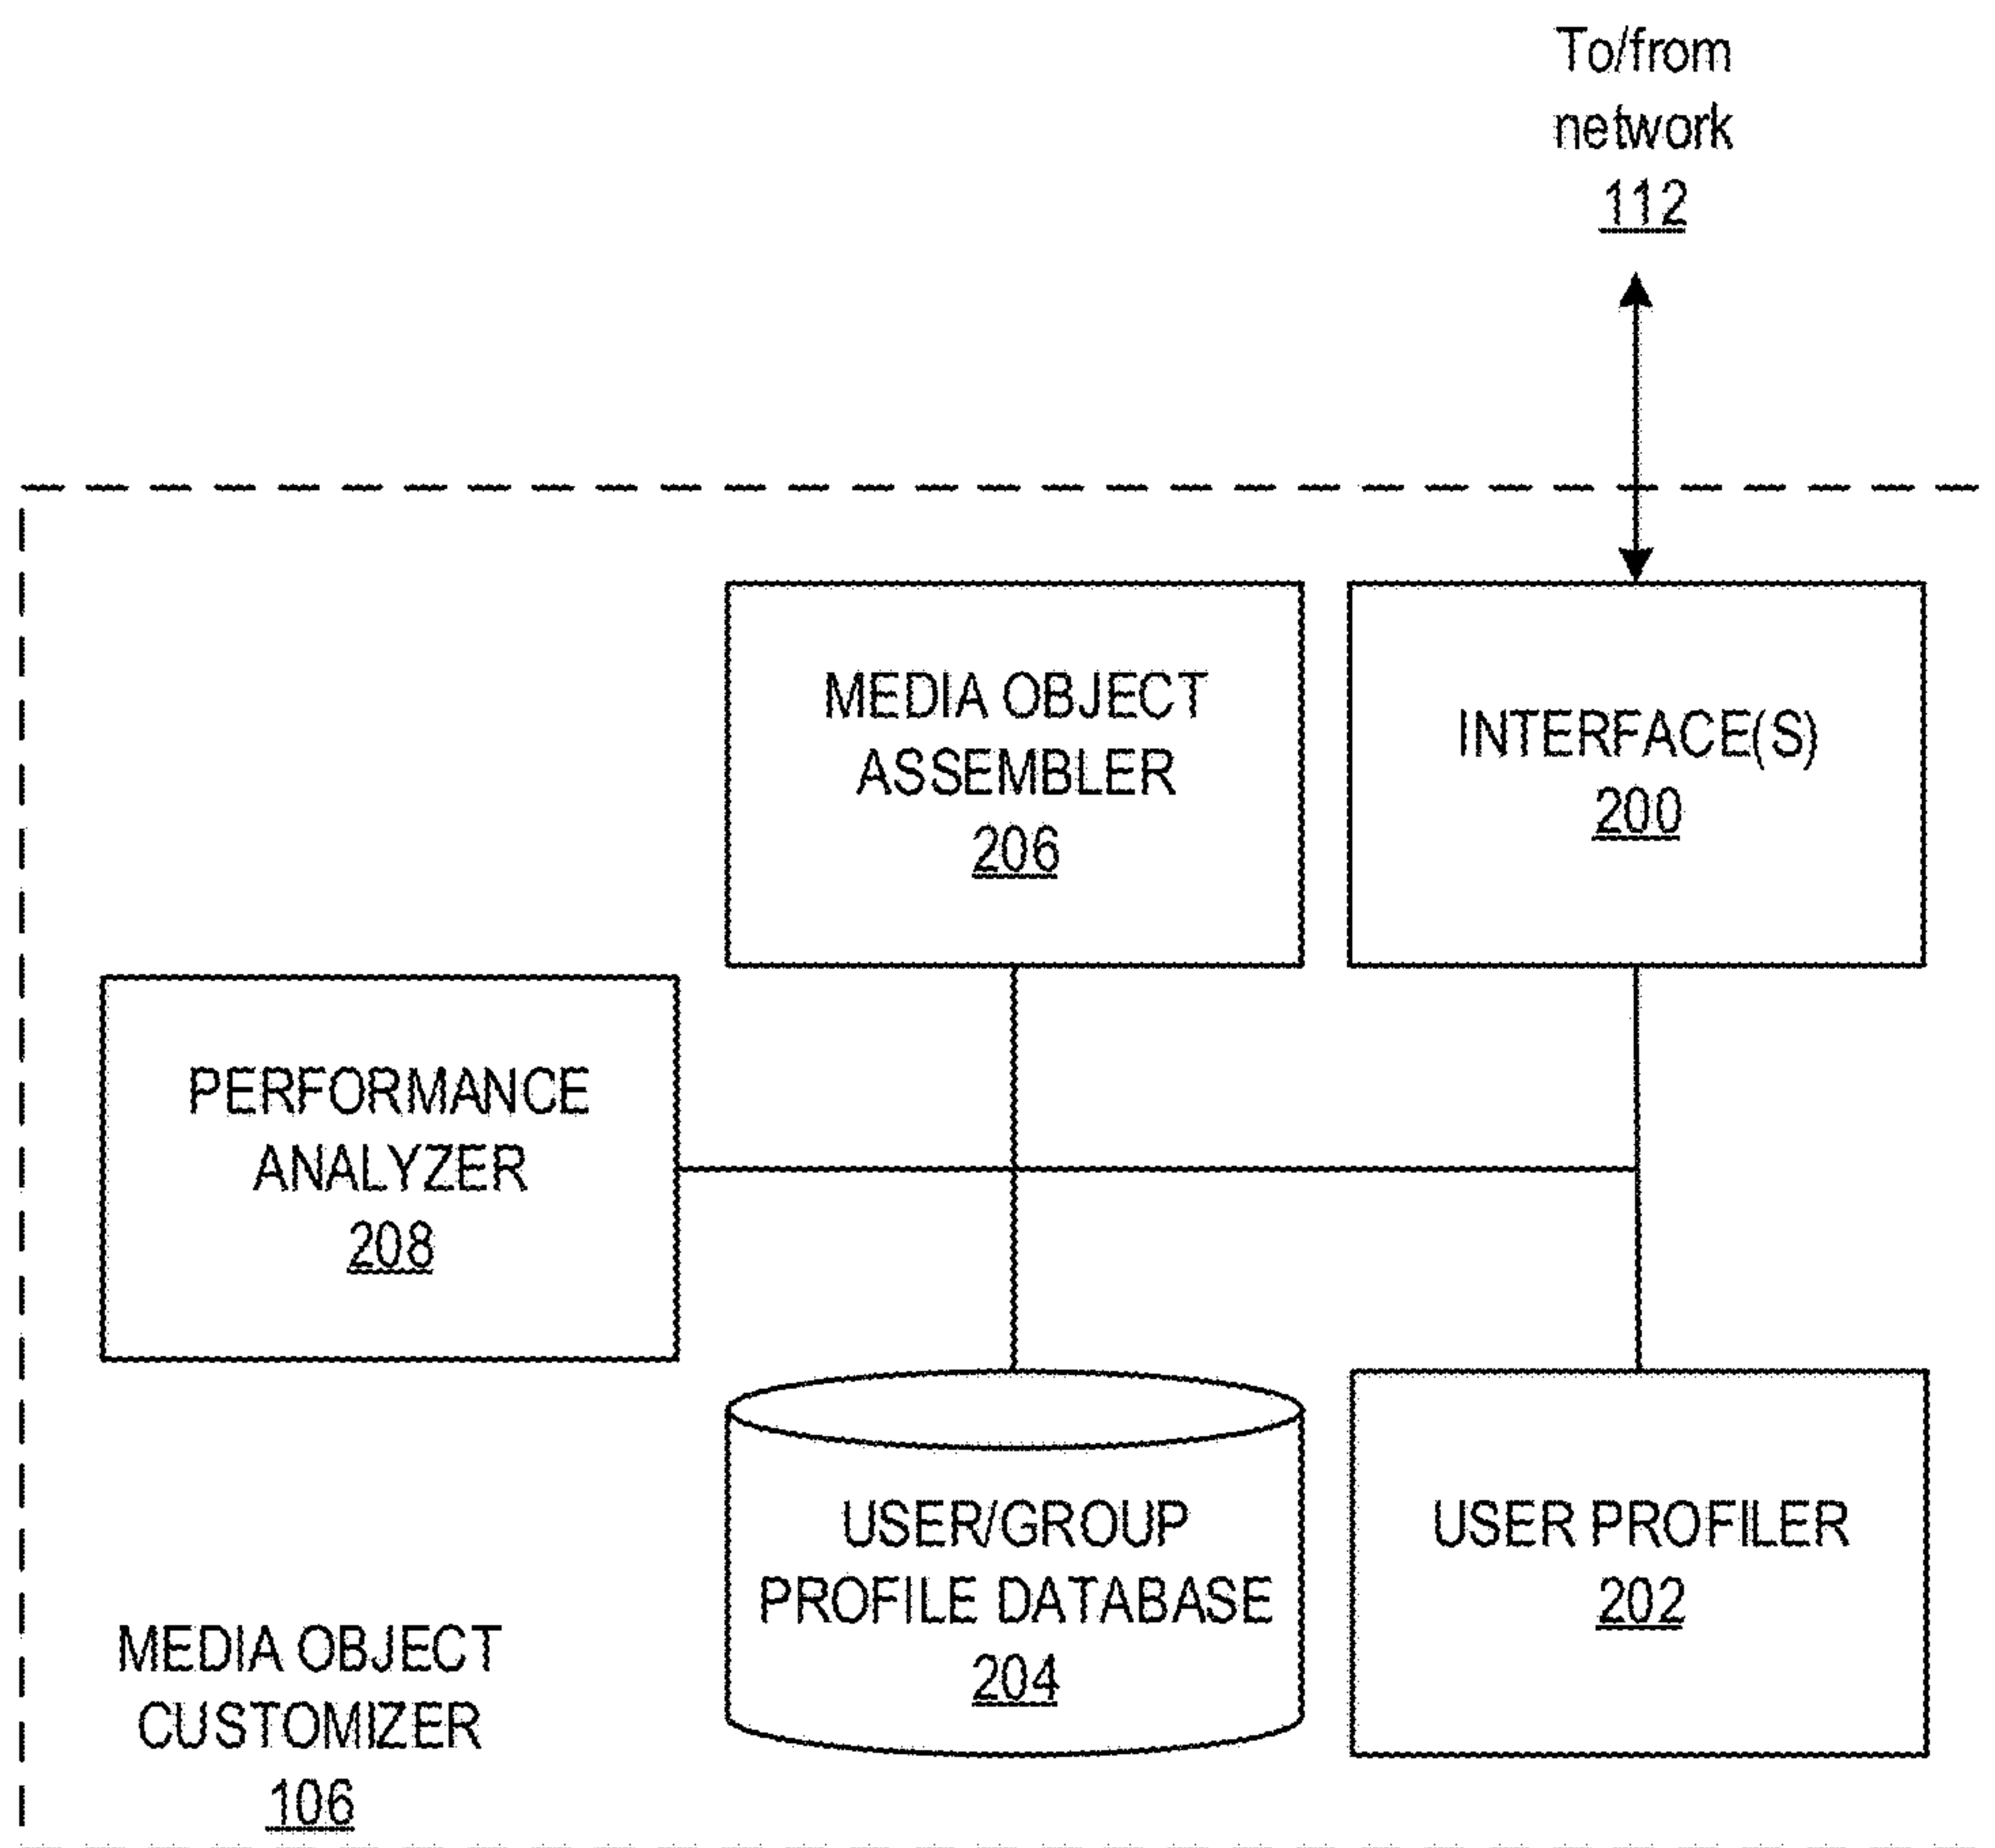 To/from
network
112
MEDIA OBJECT
ASSEMBLER
206
INTERFACE(S)
200
PERFORMANCE
ANALYZER
208
USER/GROUP
PROFILE DATABASE
204
USER PROFILER
202
MEDIA OBJECT
CUSTOMIZER
106